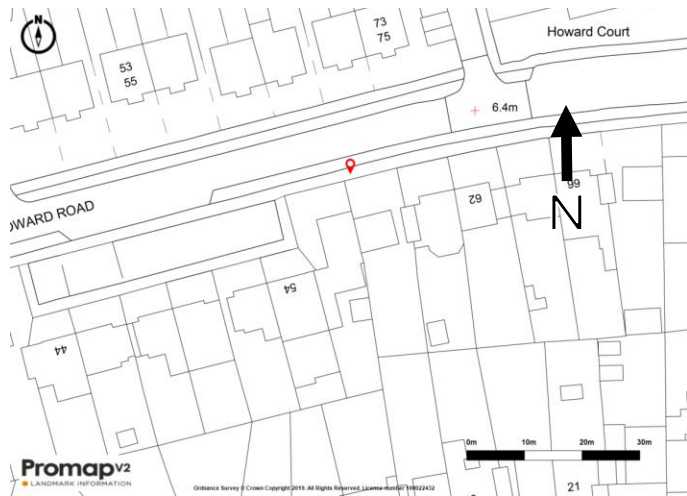 N
73
75
Howard Court
53
55
6.4m
66
N
62
OWARD ROAD
54
44
0m 10m 20m 30m
21
Promap V2
LANDMARK INFORMATION
Ordnance Survey © Crown Copyright 2019. All Rights Reserved. Licence number 100022432